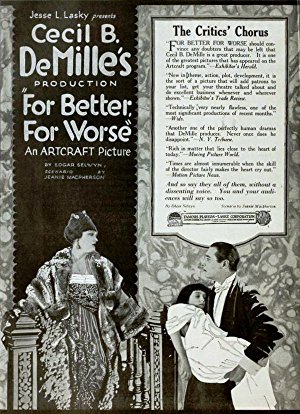 Jesse L. Lasky presents
CECIL B.
DeMILLE'S
PRODUCTION
"For Better,
For Worse"
An ARTCRAFT Picture
BY EDGAR SELWYN
SCENARIO BY
JEANIE MACPHERSON
The Critics' Chorus
"FOR BETTER FOR WORSE should con-
vince any doubters that may be left that
Cecil B. DeMille is a great producer. It is one
of the greatest pictures that has appeared on the
Artcraft program."—Exhibitor's Herald.
"New in theme, action, plot, development, it is
the sort of a picture that will add patrons to
your list, get your theatre talked about and
do excellent business whenever and wherever
shown."—Exhibitor's Trade Review.
"Technically very nearly flawless, one of the
most significant productions of recent months."
—Wids.
"Another one of the perfectly human dramas
that DeMille produces. Never once does he
disappoint."—N. Y. Tribune.
"Rich in matter that lies close to the heart of
today."—Moving Picture World.
"Tears are almost innumerable when the skill
of the director fairly makes the heart cry out."
—Motion Picture News.
And so say they all of them, without a
dissenting voice. You and your audi-
ences will say so too.
By Edgar Selwyn Scenario by Jeanie Macpherson
FAMOUS PLAYERS-LASKY CORPORATION